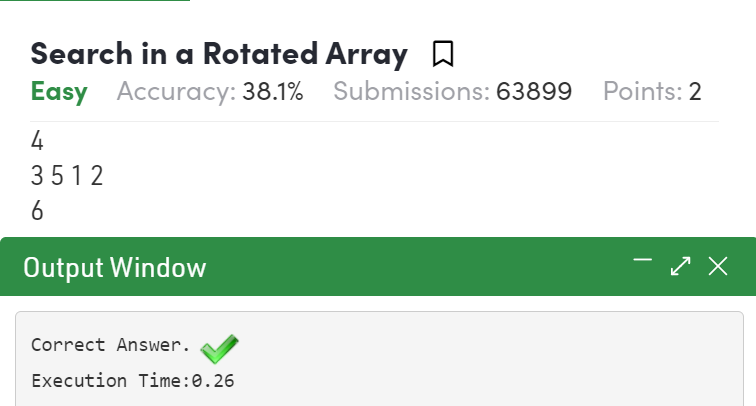 Search in a Rotated Array
Easy Accuracy: 38.1% Submissions: 63899 Points: 2
4
3 5 1 2
6
Output Window
Correct Answer.
Execution Time:0.26